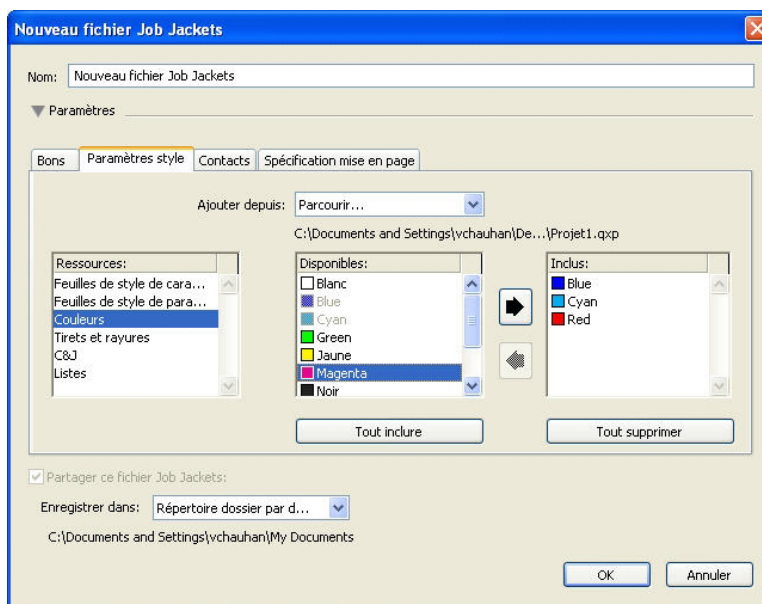 Nouveau fichier Job Jackets
Nom: Nouveau fichier Job Jackets
Paramètres
Bons Paramètres style Contacts Spécification mise en page
Ajouter depuis: Parcourir...
C:\Documents and Settings\vchauhan\De...\Projet1.qxp
Ressources:
Feuilles de style de cara...
Feuilles de style de para...
Couleurs
Tirets et rayures
C&J
Listes
Disponibles:
Blanc
Blue
Cyan
Green
Jaune
Magenta
Noir
Inclus:
Blue
Cyan
Red
Tout inclure Tout supprimer
Partager ce fichier Job Jackets:
Enregistrer dans: Répertoire dossier par d...
C:\Documents and Settings\vchauhan\My Documents
OK Annuler